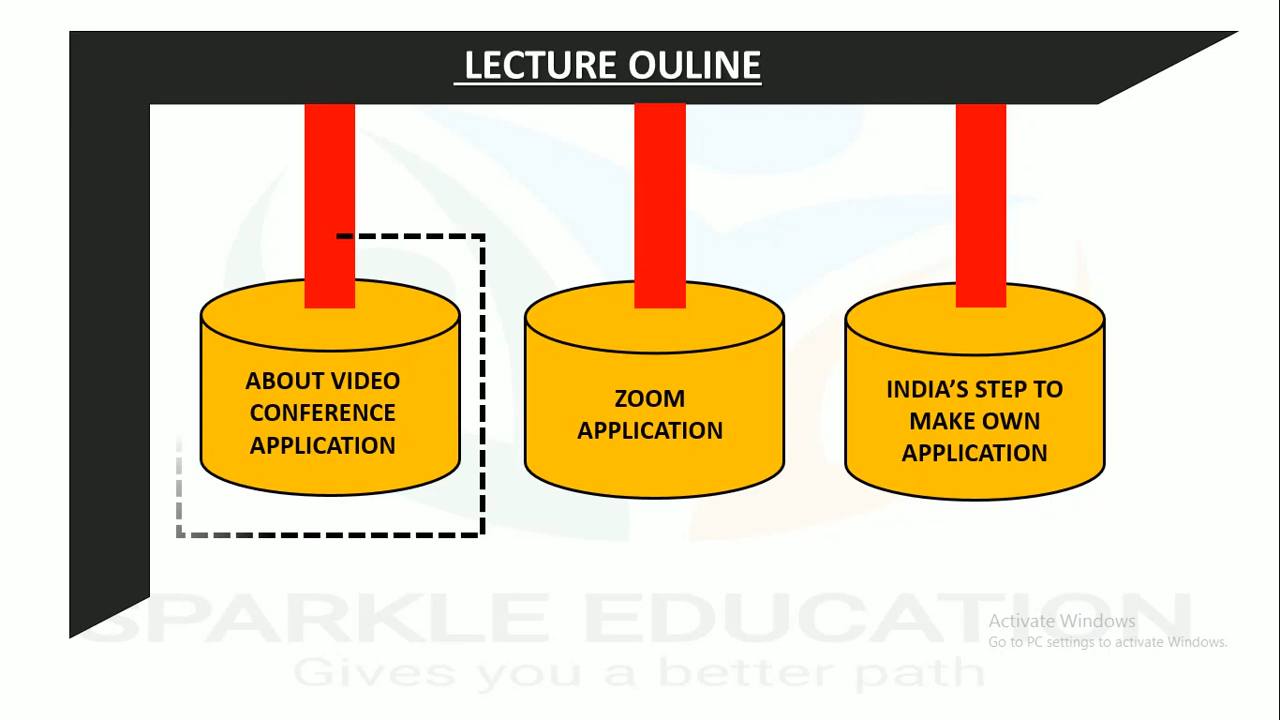 LECTURE OULINE
ABOUT VIDEO
CONFERENCE
APPLICATION
ZOOM
APPLICATION
INDIA’S STEP TO
MAKE OWN
APPLICATION
SPARKLE EDUCATION
Gives you a better path
Activate Windows
Go to PC settings to activate Windows.